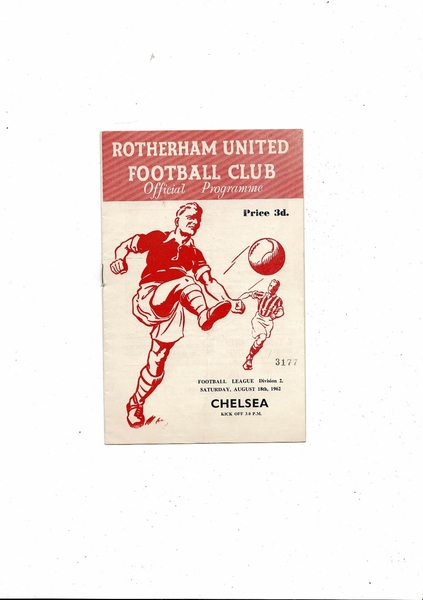 ROTHERHAM UNITED
FOOTBALL CLUB
Official Programme
Price 3d.
3177
FOOTBALL LEAGUE Division 2.
SATURDAY, AUGUST 18th, 1962
CHELSEA
KICK OFF 3.0 P.M.